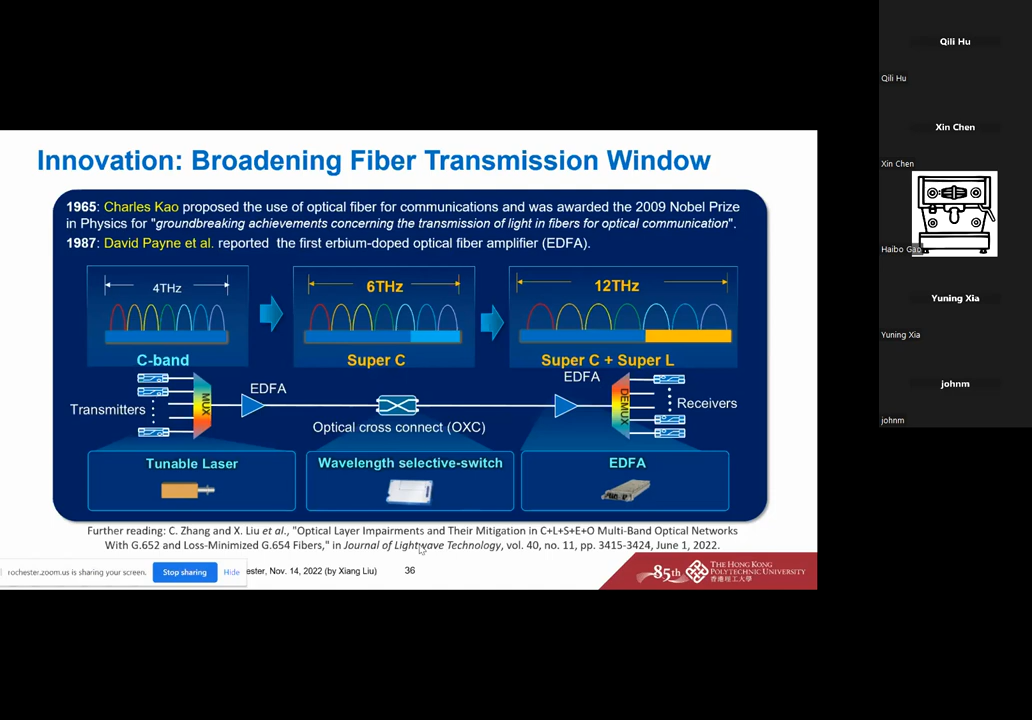 Innovation: Broadening Fiber Transmission Window
1965: Charles Kao proposed the use of optical fiber for communications and was awarded the 2009 Nobel Prize
in Physics for "groundbreaking achievements concerning the transmission of light in fibers for optical communication".
1987: David Payne et al. reported the first erbium-doped optical fiber amplifier (EDFA).
4THz
6THz
12THz
C-band
Super C
Super C + Super L
Transmitters
MUX
EDFA
Optical cross connect (OXC)
EDFA
DEMUX
Receivers
Tunable Laser
Wavelength selective-switch
EDFA
Further reading: C. Zhang and X. Liu et al., "Optical Layer Impairments and Their Mitigation in C+L+S+E+O Multi-Band Optical Networks
With G.652 and Loss-Minimized G.654 Fibers," in Journal of Lightwave Technology, vol. 40, no. 11, pp. 3415-3424, June 1, 2022.
rochester.zoom.us is sharing your screen.
Stop sharing
Hide
ester, Nov. 14, 2022 (by Xiang Liu)
36
85th
THE HONG KONG
POLYTECHNIC UNIVERSITY
香港理工大學
Qili Hu
Qili Hu
Xin Chen
Xin Chen
Haibo Gao
Yuning Xia
Yuning Xia
johnm
johnm